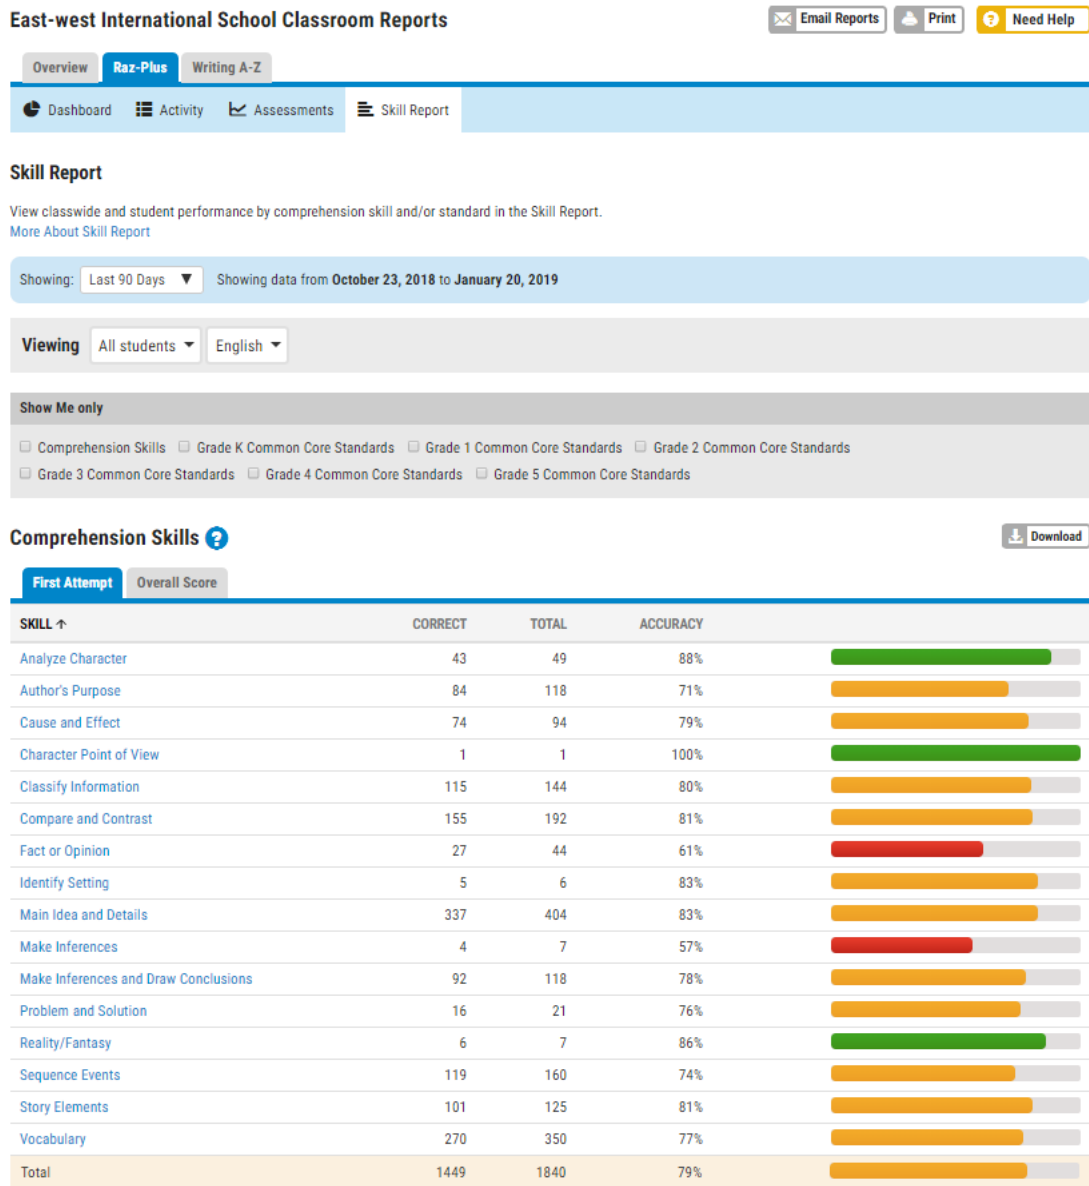 East-west International School Classroom Reports
Email Reports
Print
Need Help
Overview Raz-Plus Writing A-Z
Dashboard Activity Assessments Skill Report
Skill Report
View classwide and student performance by comprehension skill and/or standard in the Skill Report.
More About Skill Report
Showing: Last 90 Days ▼ Showing data from October 23, 2018 to January 20, 2019
Viewing All students English
Show Me only
Comprehension Skills Grade K Common Core Standards Grade 1 Common Core Standards Grade 2 Common Core Standards
Grade 3 Common Core Standards Grade 4 Common Core Standards Grade 5 Common Core Standards
Comprehension Skills ?
Download
First Attempt Overall Score
SKILL ↑ CORRECT TOTAL ACCURACY
Analyze Character 43 49 88%
Author's Purpose 84 118 71%
Cause and Effect 74 94 79%
Character Point of View 1 1 100%
Classify Information 115 144 80%
Compare and Contrast 155 192 81%
Fact or Opinion 27 44 61%
Identify Setting 5 6 83%
Main Idea and Details 337 404 83%
Make Inferences 4 7 57%
Make Inferences and Draw Conclusions 92 118 78%
Problem and Solution 16 21 76%
Reality/Fantasy 6 7 86%
Sequence Events 119 160 74%
Story Elements 101 125 81%
Vocabulary 270 350 77%
Total 1449 1840 79%